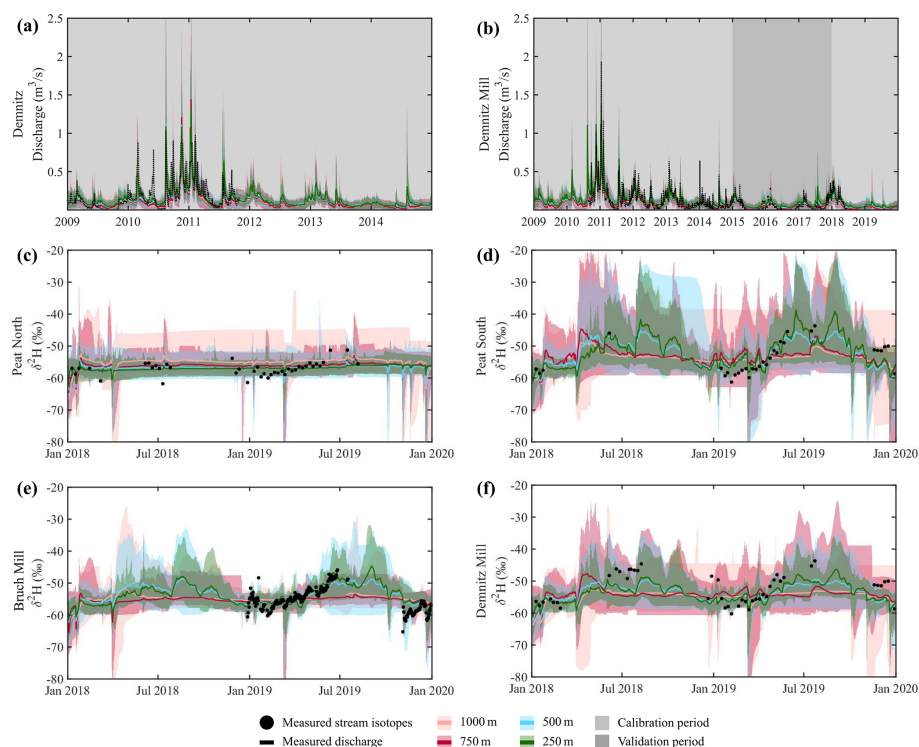 (a)
Demnitz
Discharge (m³/s)
2.5
2
1.5
1
0.5
2009 2010 2011 2012 2013 2014
(b)
Demnitz Mill
Discharge (m³/s)
2.5
2
1.5
1
0.5
2009 2010 2011 2012 2013 2014 2015 2016 2017 2018 2019
(c)
Peat North
δ²H (‰)
-20
-30
-40
-50
-60
-70
-80
Jan 2018 Jul 2018 Jan 2019 Jul 2019 Jan 2020
(d)
Peat South
δ²H (‰)
-20
-30
-40
-50
-60
-70
-80
Jan 2018 Jul 2018 Jan 2019 Jul 2019 Jan 2020
(e)
Bruch Mill
δ²H (‰)
-20
-30
-40
-50
-60
-70
-80
Jan 2018 Jul 2018 Jan 2019 Jul 2019 Jan 2020
(f)
Demnitz Mill
δ²H (‰)
-20
-30
-40
-50
-60
-70
-80
Jan 2018 Jul 2018 Jan 2019 Jul 2019 Jan 2020
Measured stream isotopes 1000 m 500 m Calibration period
Measured discharge 750 m 250 m Validation period